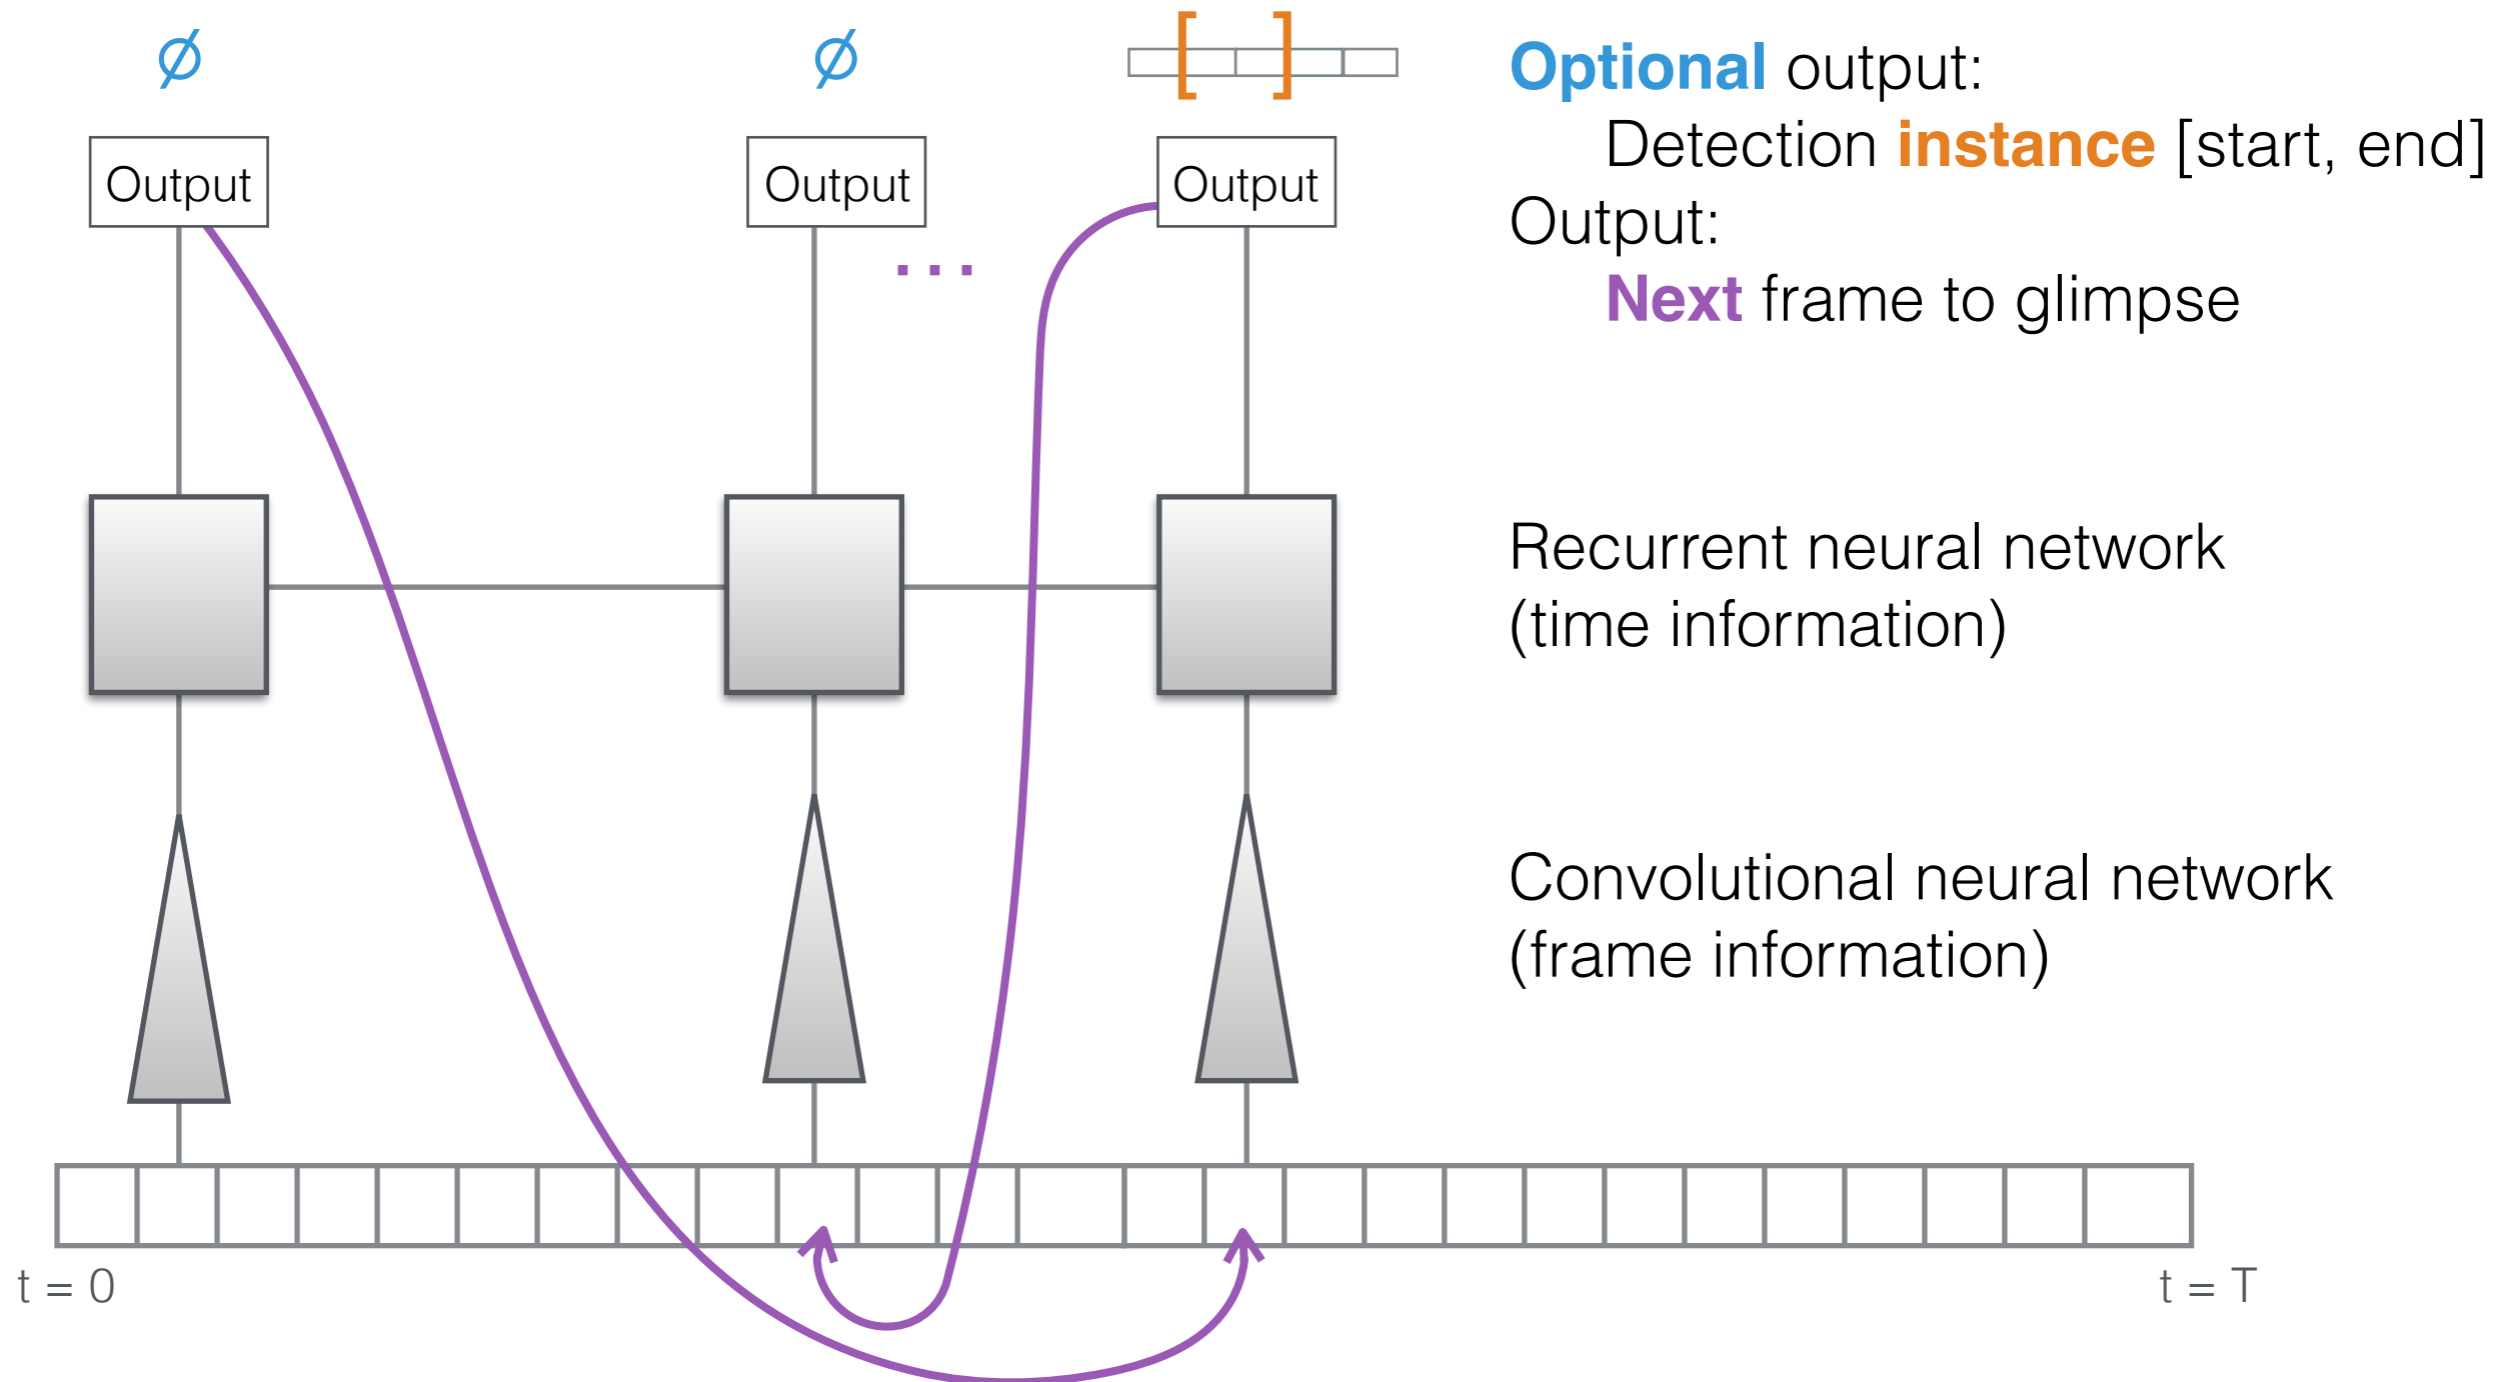 ∅ ∅ [ ]
Output Output Output
...
Optional output:
Detection instance [start, end]
Output:
Next frame to glimpse
Recurrent neural network
(time information)
Convolutional neural network
(frame information)
t = 0
t = T